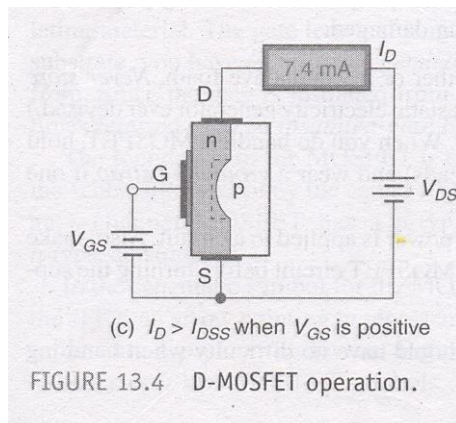 I_D
7.4 mA
D
n
G
p
V_GS
V_DS
S
(c) I_D > I_DSS when V_GS is positive
FIGURE 13.4 D-MOSFET operation.